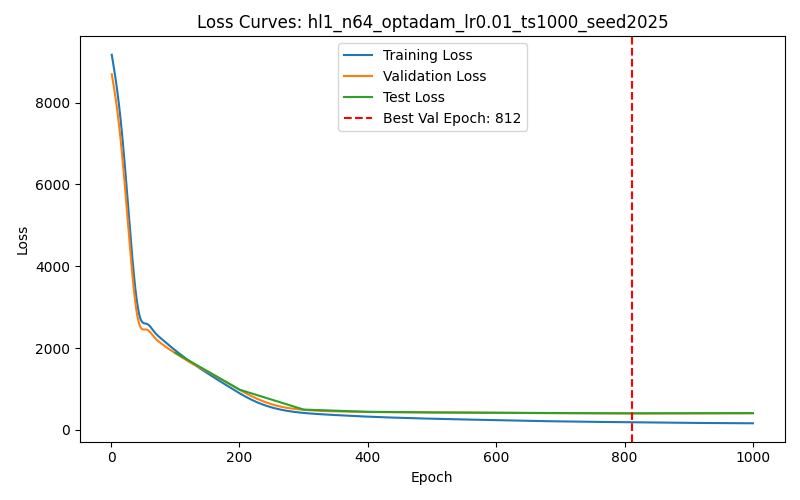 Loss Curves: hl1_n64_optadam_lr0.01_ts1000_seed2025
Training Loss
Validation Loss
Test Loss
Best Val Epoch: 812
Loss
8000
6000
4000
2000
0
0 200 400 600 800 1000
Epoch